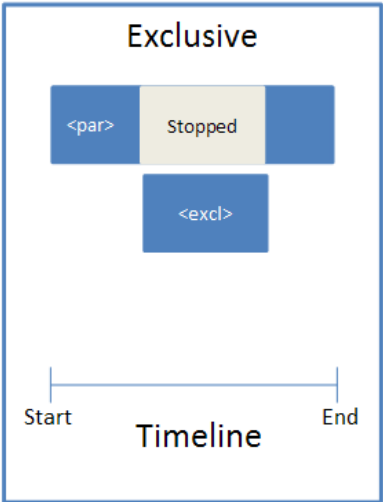 Exclusive
<par> Stopped
<excl>
Start End
Timeline